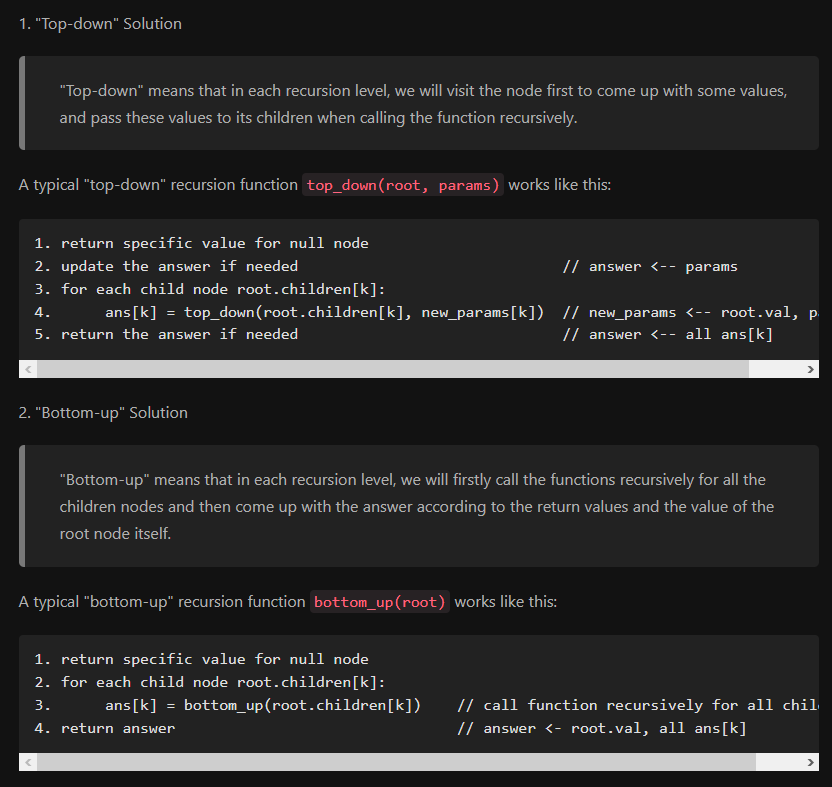 1. "Top-down" Solution
"Top-down" means that in each recursion level, we will visit the node first to come up with some values,
and pass these values to its children when calling the function recursively.
A typical "top-down" recursion function top_down(root, params) works like this:
1. return specific value for null node
2. update the answer if needed                              // answer <-- params
3. for each child node root.children[k]:
4.      ans[k] = top_down(root.children[k], new_params[k])  // new_params <-- root.val, pa
5. return the answer if needed                              // answer <-- all ans[k]
2. "Bottom-up" Solution
"Bottom-up" means that in each recursion level, we will firstly call the functions recursively for all the
children nodes and then come up with the answer according to the return values and the value of the
root node itself.
A typical "bottom-up" recursion function bottom_up(root) works like this:
1. return specific value for null node
2. for each child node root.children[k]:
3.      ans[k] = bottom_up(root.children[k])    // call function recursively for all chil
4. return answer                                // answer <- root.val, all ans[k]